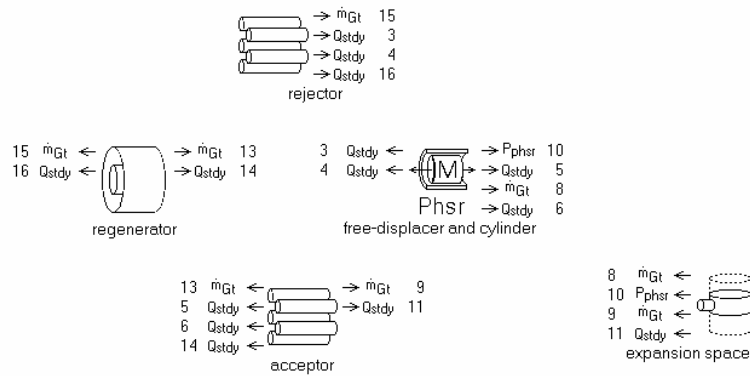 ṁGt 15
Qstdy 3
Qstdy 4
Qstdy 16
rejector
15 ṁGt ṁGt 13
16 Qstdy Qstdy 14
regenerator
3 Qstdy Pphsr 10
4 Qstdy M Qstdy 5
ṁGt 8
Phsr Qstdy 6
free-displacer and cylinder
13 ṁGt ṁGt 9
5 Qstdy Qstdy 11
6 Qstdy
14 Qstdy
acceptor
8 ṁGt
10 Pphsr
9 ṁGt
11 Qstdy
expansion space